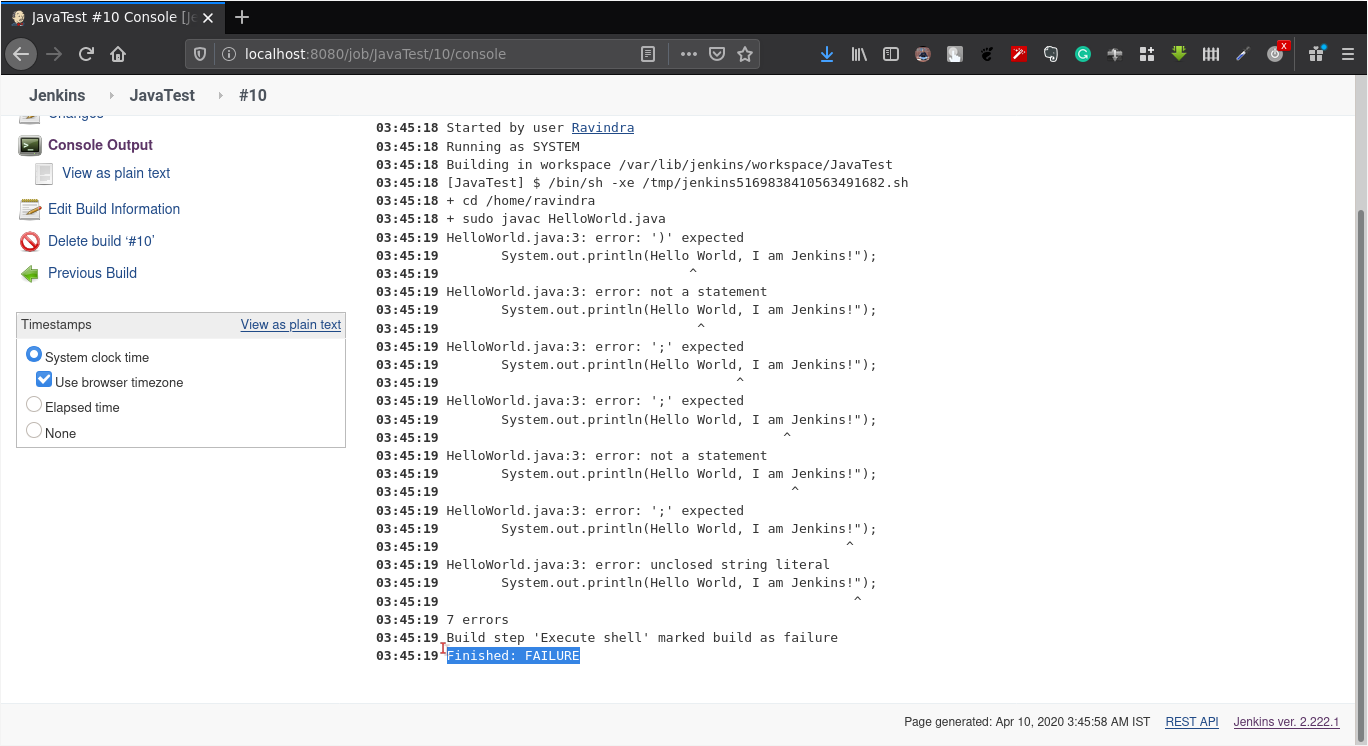 JavaTest #10 Console [Je
localhost:8080/job/JavaTest/10/console
x
Jenkins JavaTest #10
Changes
Console Output
View as plain text
Edit Build Information
Delete build ‘#10’
Previous Build
Timestamps View as plain text
System clock time
Use browser timezone
Elapsed time
None
03:45:18 Started by user Ravindra
03:45:18 Running as SYSTEM
03:45:18 Building in workspace /var/lib/jenkins/workspace/JavaTest
03:45:18 [JavaTest] $ /bin/sh -xe /tmp/jenkins5169838410563491682.sh
03:45:18 + cd /home/ravindra
03:45:18 + sudo javac HelloWorld.java
03:45:19 HelloWorld.java:3: error: ')' expected
03:45:19        System.out.println(Hello World, I am Jenkins!");
03:45:19                                ^
03:45:19 HelloWorld.java:3: error: not a statement
03:45:19        System.out.println(Hello World, I am Jenkins!");
03:45:19                                 ^
03:45:19 HelloWorld.java:3: error: ';' expected
03:45:19        System.out.println(Hello World, I am Jenkins!");
03:45:19                                      ^
03:45:19 HelloWorld.java:3: error: ';' expected
03:45:19        System.out.println(Hello World, I am Jenkins!");
03:45:19                                            ^
03:45:19 HelloWorld.java:3: error: not a statement
03:45:19        System.out.println(Hello World, I am Jenkins!");
03:45:19                                             ^
03:45:19 HelloWorld.java:3: error: ';' expected
03:45:19        System.out.println(Hello World, I am Jenkins!");
03:45:19                                                    ^
03:45:19 HelloWorld.java:3: error: unclosed string literal
03:45:19        System.out.println(Hello World, I am Jenkins!");
03:45:19                                                     ^
03:45:19 7 errors
03:45:19 Build step 'Execute shell' marked build as failure
03:45:19 Finished: FAILURE
Page generated: Apr 10, 2020 3:45:58 AM IST REST API Jenkins ver. 2.222.1